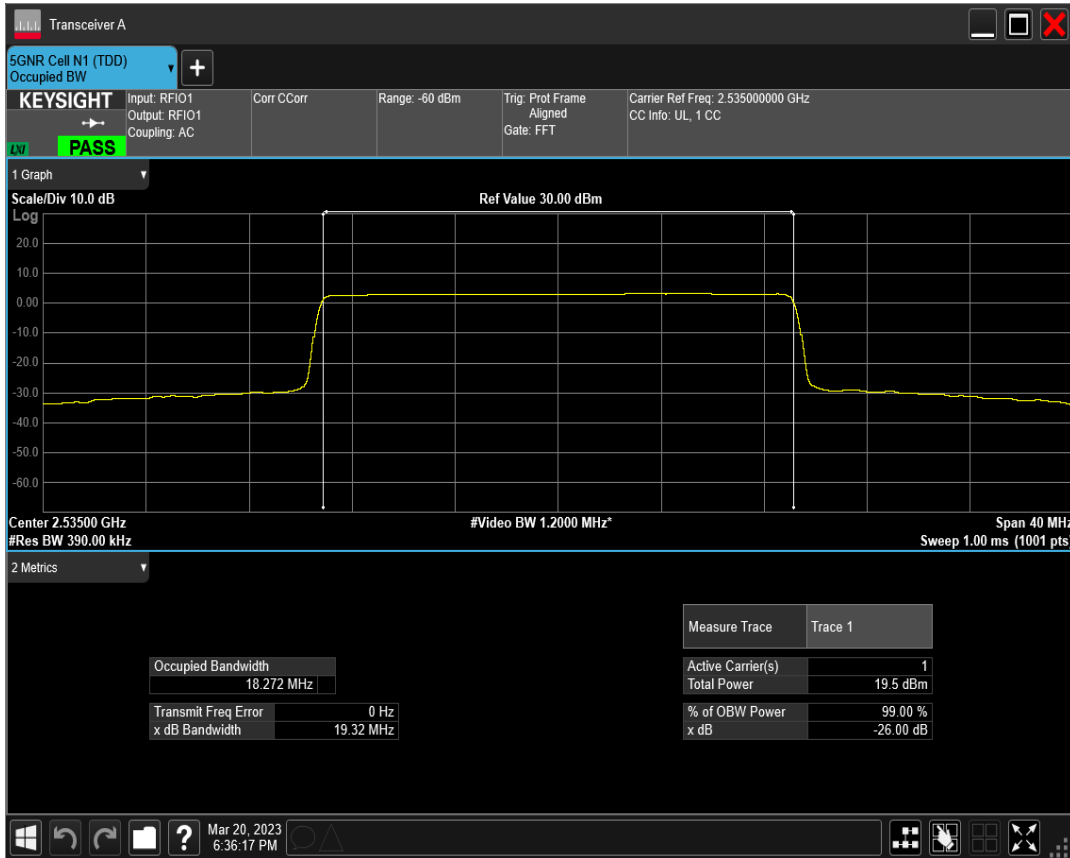 Transceiver A
5GNR Cell N1 (TDD)
Occupied BW
+
KEYSIGHT
LXI
PASS
Input: RFIO1
Output: RFIO1
Coupling: AC
Corr CCorr
Range: -60 dBm
Trig: Prot Frame
Aligned
Gate: FFT
Carrier Ref Freq: 2.535000000 GHz
CC Info: UL, 1 CC
1 Graph
Scale/Div 10.0 dB
Ref Value 30.00 dBm
Log
20.0
10.0
0.00
-10.0
-20.0
-30.0
-40.0
-50.0
-60.0
Center 2.53500 GHz
#Video BW 1.2000 MHz*
Span 40 MHz
#Res BW 390.00 kHz
Sweep 1.00 ms (1001 pts)
2 Metrics
Measure Trace Trace 1
Occupied Bandwidth
18.272 MHz
Active Carrier(s) 1
Total Power 19.5 dBm
Transmit Freq Error 0 Hz
x dB Bandwidth 19.32 MHz
% of OBW Power 99.00 %
x dB -26.00 dB
?
Mar 20, 2023
6:36:17 PM